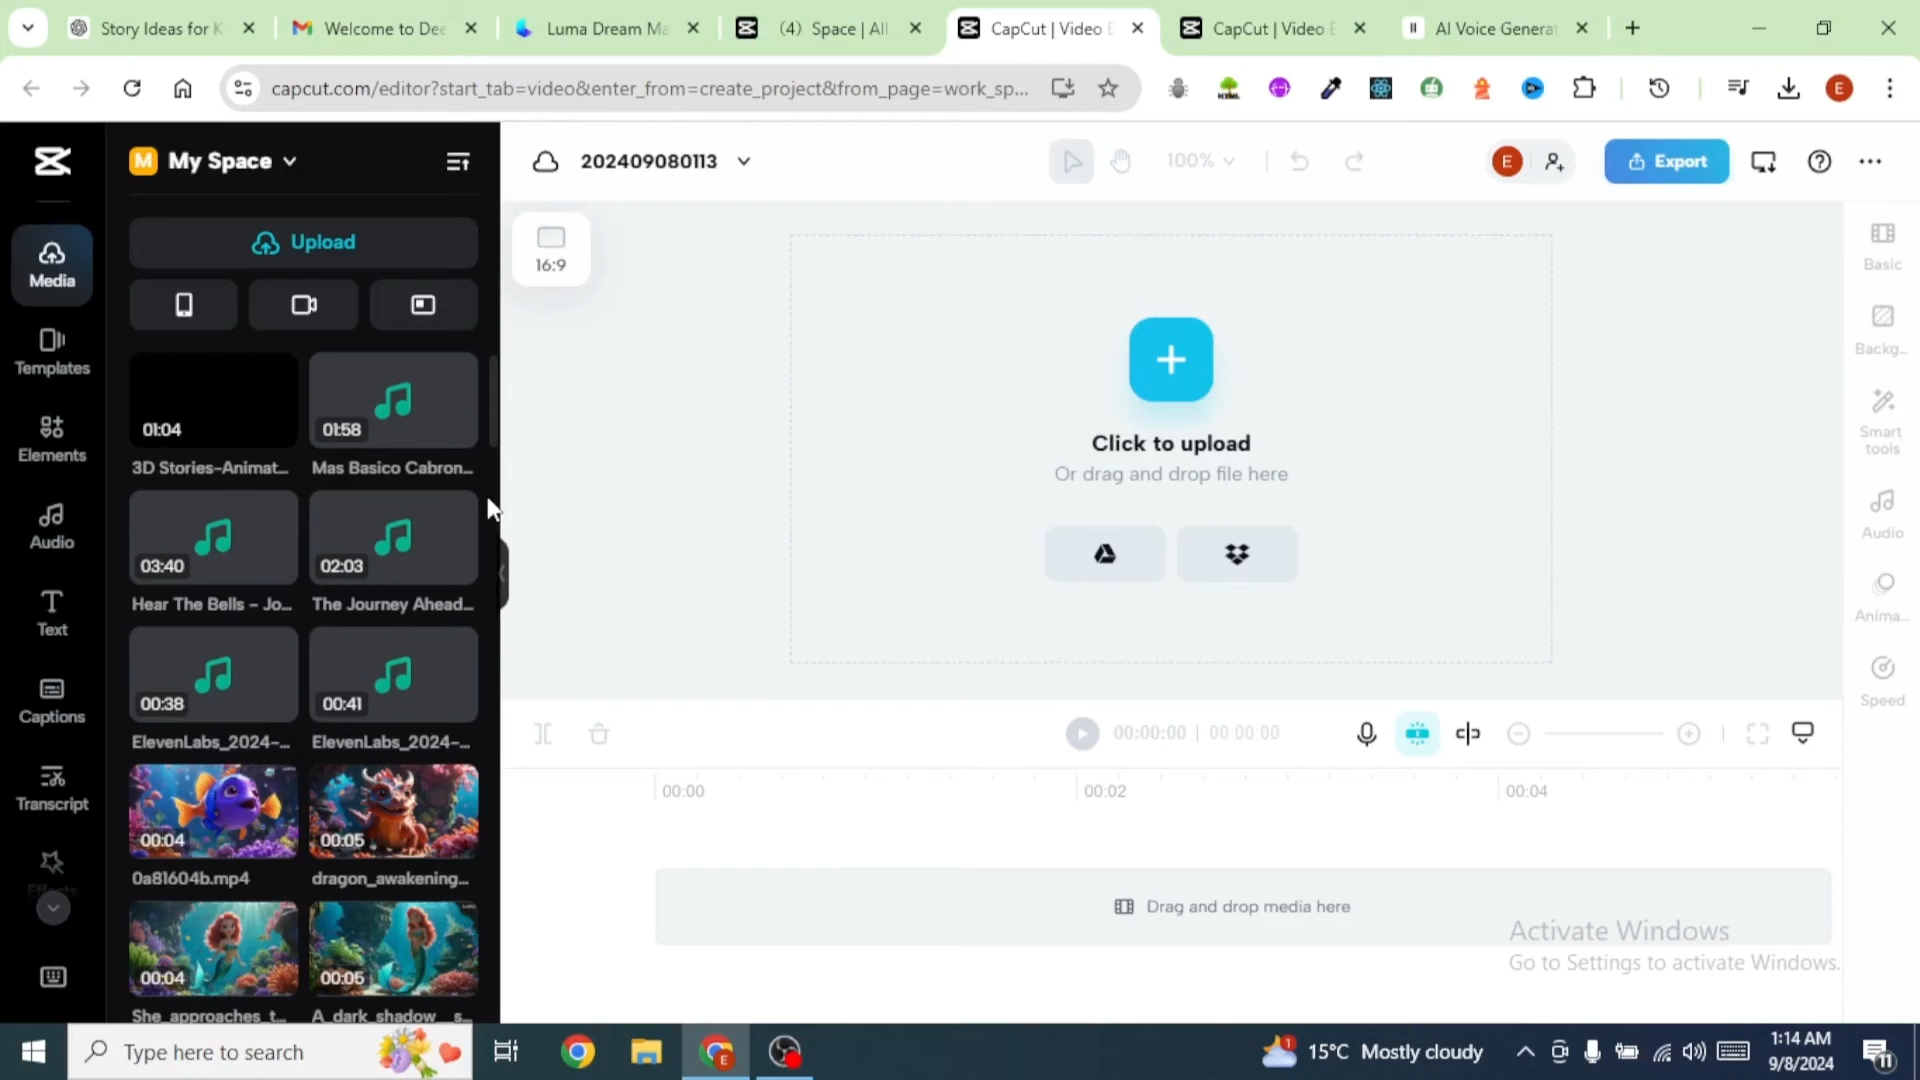 Story Ideas for K
Welcome to Dee
Luma Dream Ma
(4) Space | All
CapCut | Video E
CapCut | Video E
AI Voice Genera
capcut.com/editor?start_tab=video&enter_from=create_project&from_page=work_sp...
E
M My Space
202409080113
100%
E
Export
Upload
16:9
Media
Templates
Elements
Audio
Text
Captions
Transcript
Effects
01:04
3D Stories-Animat...
01:58
Mas Basico Cabron...
03:40
Hear The Bells – Jo...
02:03
The Journey Ahead...
00:38
ElevenLabs_2024-...
00:41
ElevenLabs_2024-...
00:04
0a81604b.mp4
00:05
dragon_awakening...
00:04
She_approaches_t...
00:05
A_dark_shadow__s...
Click to upload
Or drag and drop file here
Basic
Backg...
Smart
tools
Audio
Anima...
Speed
00:00:00 | 00:00:00
00:00
00:02
00:04
Drag and drop media here
Activate Windows
Go to Settings to activate Windows.
Type here to search
E
1
15°C Mostly cloudy
1:14 AM
9/8/2024
11